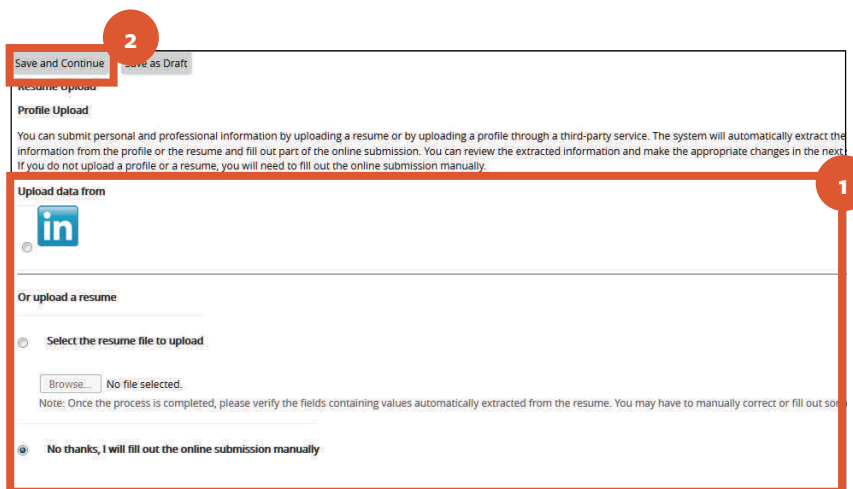 2
Save and Continue Save as Draft
Resume Upload
Profile Upload
You can submit personal and professional information by uploading a resume or by uploading a profile through a third-party service. The system will automatically extract the
information from the profile or the resume and fill out part of the online submission. You can review the extracted information and make the appropriate changes in the next
If you do not upload a profile or a resume, you will need to fill out the online submission manually.
1
Upload data from
in
Or upload a resume
Select the resume file to upload
Browse... No file selected.
Note: Once the process is completed, please verify the fields containing values automatically extracted from the resume. You may have to manually correct or fill out
No thanks, I will fill out the online submission manually